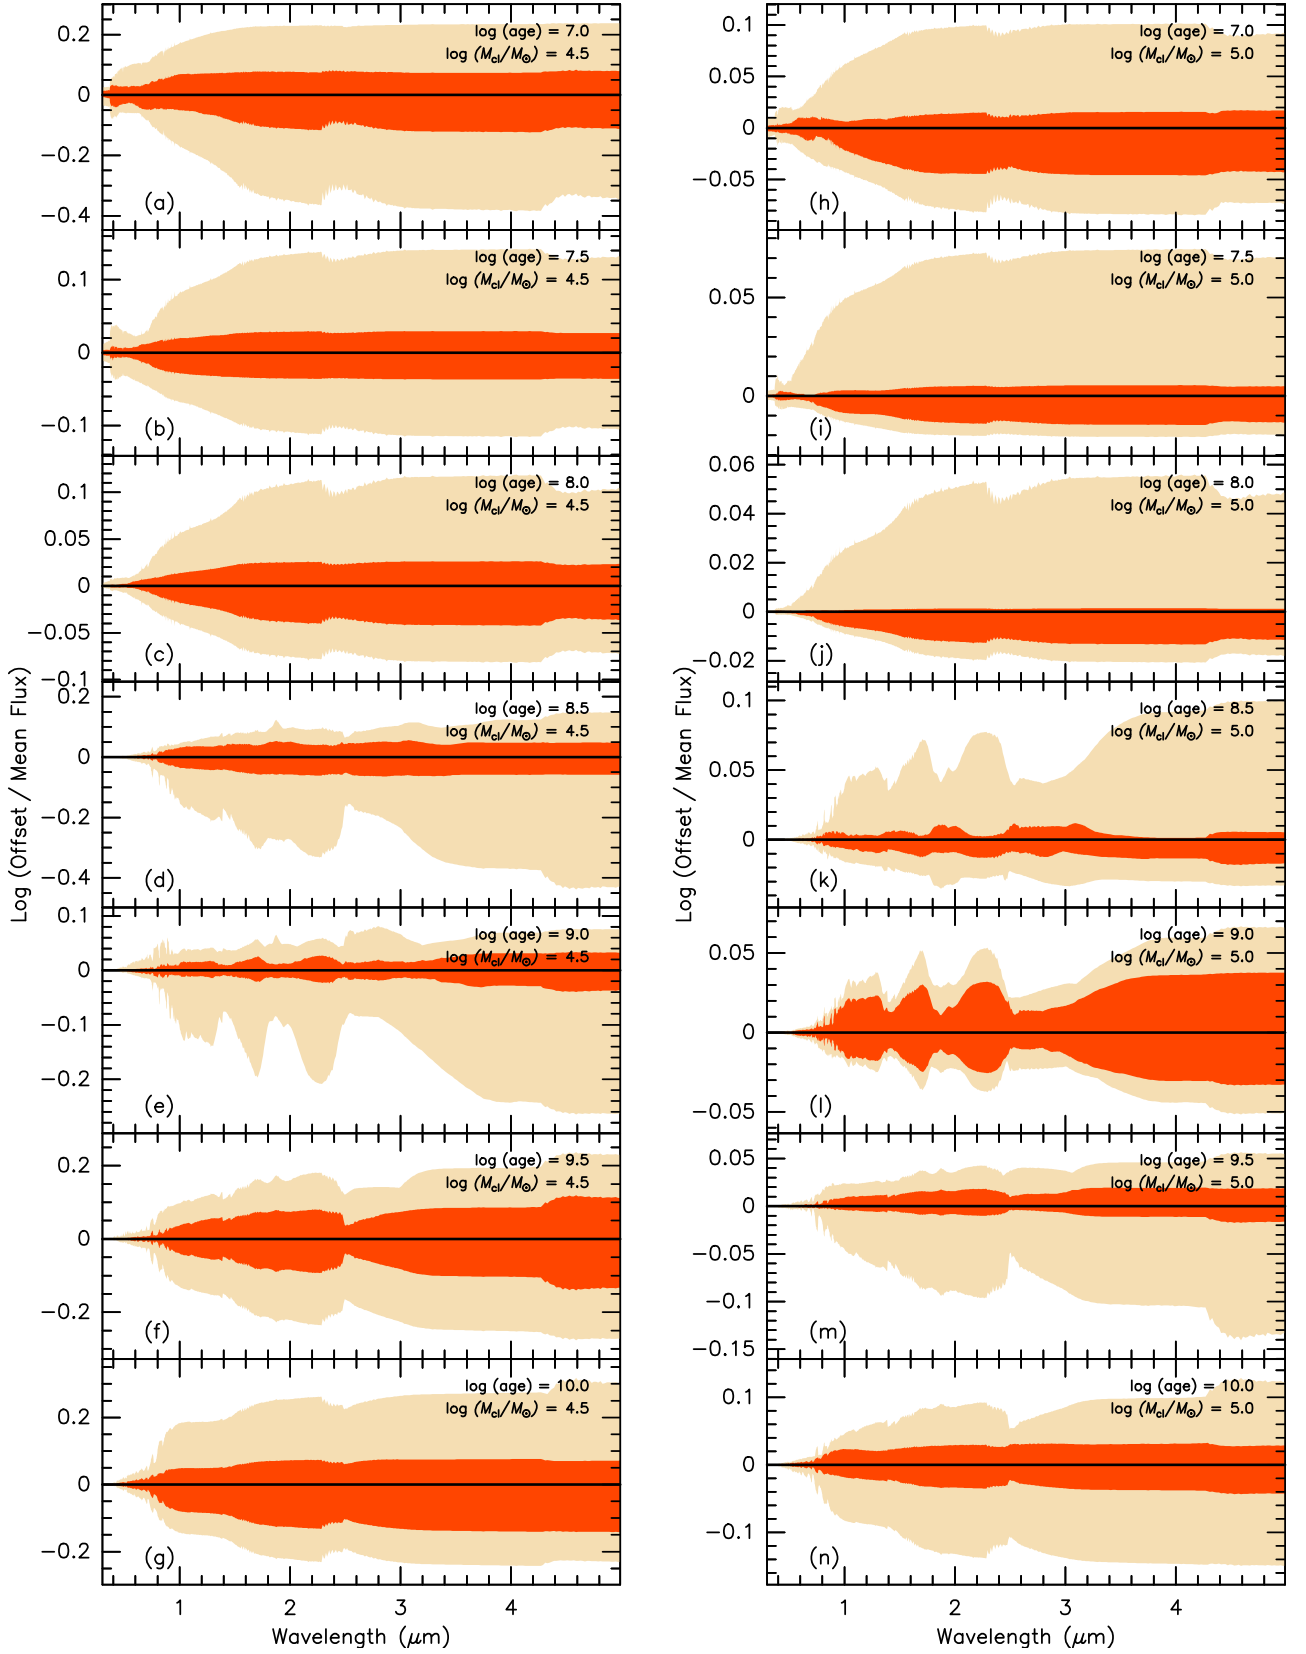 0.2
0
−0.2
−0.4
log (age) = 7.0
log (Mcl/M⊙) = 4.5
(a)
0.1
0
−0.1
log (age) = 7.5
log (Mcl/M⊙) = 4.5
(b)
0.1
0.05
0
−0.05
−0.1
log (age) = 8.0
log (Mcl/M⊙) = 4.5
(c)
0.2
0
−0.2
−0.4
log (age) = 8.5
log (Mcl/M⊙) = 4.5
(d)
0.1
0
−0.1
−0.2
log (age) = 9.0
log (Mcl/M⊙) = 4.5
(e)
0.2
0
−0.2
log (age) = 9.5
log (Mcl/M⊙) = 4.5
(f)
0.2
0
−0.2
log (age) = 10.0
log (Mcl/M⊙) = 4.5
(g)
1 2 3 4
Wavelength (μm)
Log (Offset / Mean Flux)
0.1
0.05
0
−0.05
log (age) = 7.0
log (Mcl/M⊙) = 5.0
(h)
0.05
0
log (age) = 7.5
log (Mcl/M⊙) = 5.0
(i)
0.06
0.04
0.02
0
−0.02
log (age) = 8.0
log (Mcl/M⊙) = 5.0
(j)
0.1
0.05
0
log (age) = 8.5
log (Mcl/M⊙) = 5.0
(k)
0.05
0
−0.05
log (age) = 9.0
log (Mcl/M⊙) = 5.0
(l)
0.05
0
−0.05
−0.1
−0.15
log (age) = 9.5
log (Mcl/M⊙) = 5.0
(m)
0.1
0
−0.1
log (age) = 10.0
log (Mcl/M⊙) = 5.0
(n)
1 2 3 4
Wavelength (μm)
Log (Offset / Mean Flux)